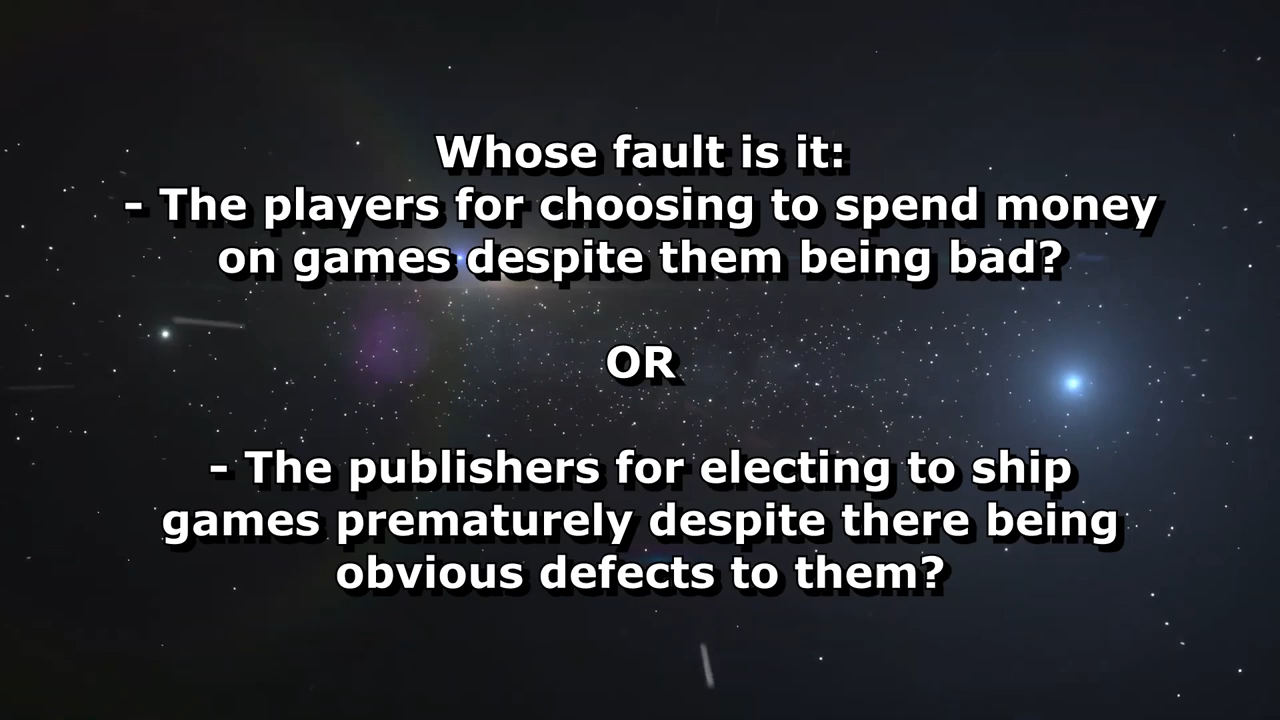 Whose fault is it:
- The players for choosing to spend money
on games despite them being bad?
OR
- The publishers for electing to ship
games prematurely despite there being
obvious defects to them?